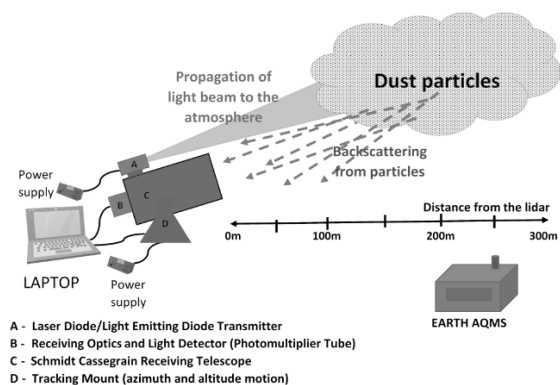 Propagation of
light beam to the
atmosphere
Dust particles
Backscattering
from particles
Power
supply
A
B
C
D
LAPTOP
Power
supply
Distance from the lidar
0m
100m
200m
300m
EARTH AQMS
A - Laser Diode/Light Emitting Diode Transmitter
B - Receiving Optics and Light Detector (Photomultiplier Tube)
C - Schmidt Cassegrain Receiving Telescope
D - Tracking Mount (azimuth and altitude motion)